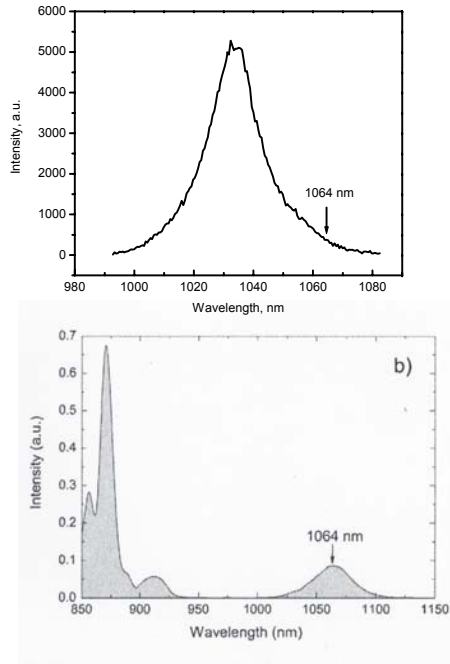 6000
5000
4000
3000
2000
1000
0
Intensity, a.u.
1064 nm
980 1000 1020 1040 1060 1080
Wavelength, nm
0.7
0.6
0.5
0.4
0.3
0.2
0.1
0.0
Intensity (a.u.)
b)
1064 nm
850 900 950 1000 1050 1100 1150
Wavelength (nm)